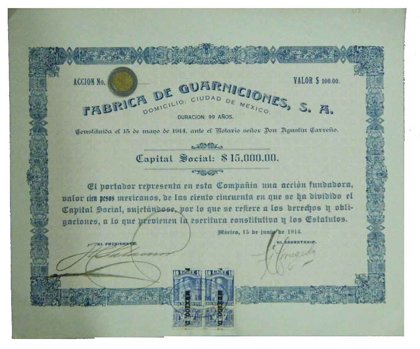 ACCION No.
VALOR $ 100.00.
FABRICA DE GUARNICIONES, S. A.
DOMICILIO: CIUDAD DE MEXICO.
DURACION 99 AÑOS.
Constituída el 15 de mayo de 1914, ante el Notario señor Don Agustín Carreño.
Capital Social: $ 15,000.00.
El portador representa en esta Compañía una acción fundadora,
valor cien pesos mexicanos, de las ciento cincuenta en que se ha dividido el
Capital Social, sujetándose, por lo que se refiere a los derechos y obli-
gaciones, a lo que previenen la escritura constitutiva y los Estatutos.
México, 15 de junio de 1914.
EL PRESIDENTE,
EL SECRETARIO,
MEXICO D.
MEXICO D.